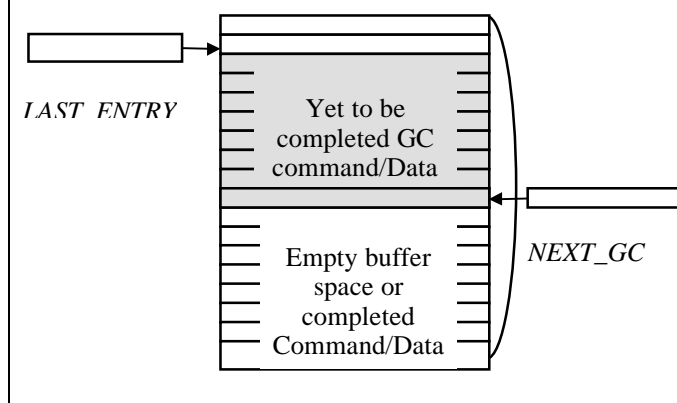 LAST_ENTRY
Yet to be
completed GC
command/Data
NEXT_GC
Empty buffer
space or
completed
Command/Data